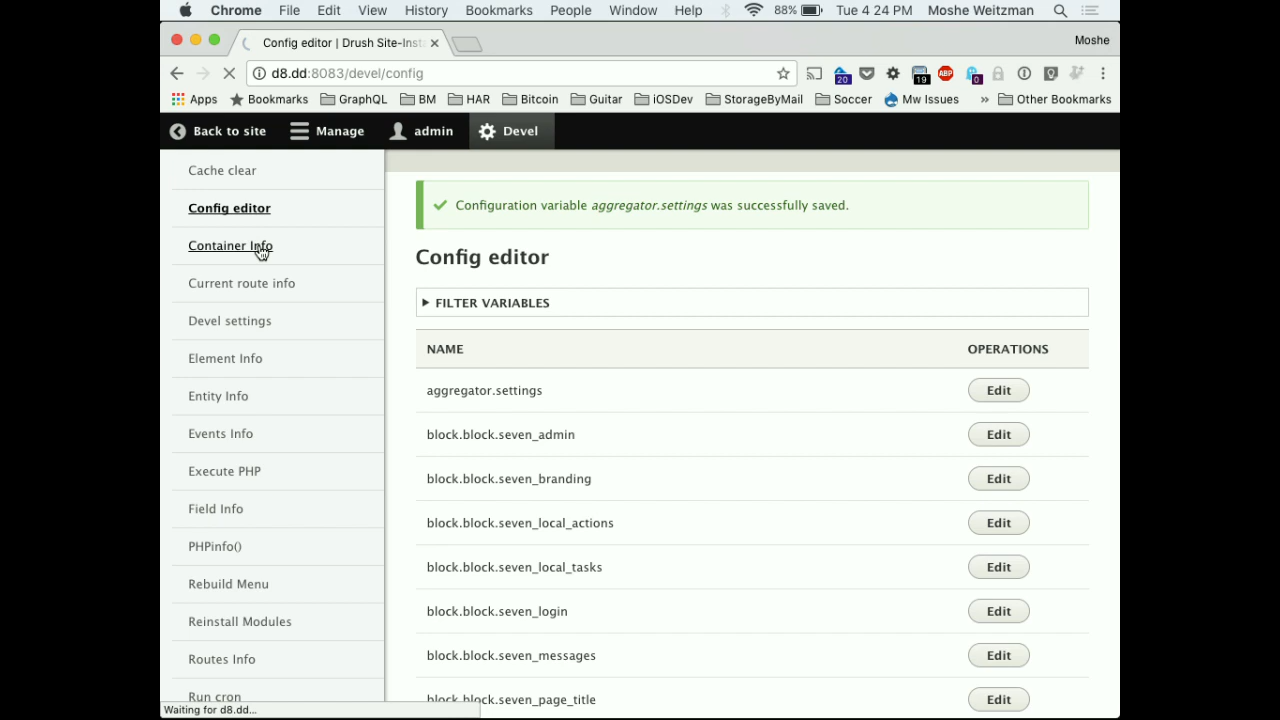 Chrome File Edit View History Bookmarks People Window Help 88% Tue 4 24 PM Moshe Weitzman
Config editor | Drush Site-Insta
Moshe
d8.dd:8083/devel/config
20 19 ABP 0
Apps Bookmarks GraphQL BM HAR Bitcoin Guitar iOSDev StorageByMail Soccer Mw Issues » Other Bookmarks
Back to site Manage admin Devel
Cache clear
Config editor
Container Info
Current route info
Devel settings
Element Info
Entity Info
Events Info
Execute PHP
Field Info
PHPinfo()
Rebuild Menu
Reinstall Modules
Routes Info
Run cron
Waiting for d8.dd...
Configuration variable aggregator.settings was successfully saved.
Config editor
FILTER VARIABLES
NAME OPERATIONS
aggregator.settings Edit
block.block.seven_admin Edit
block.block.seven_branding Edit
block.block.seven_local_actions Edit
block.block.seven_local_tasks Edit
block.block.seven_login Edit
block.block.seven_messages Edit
block.block.seven_page_title Edit